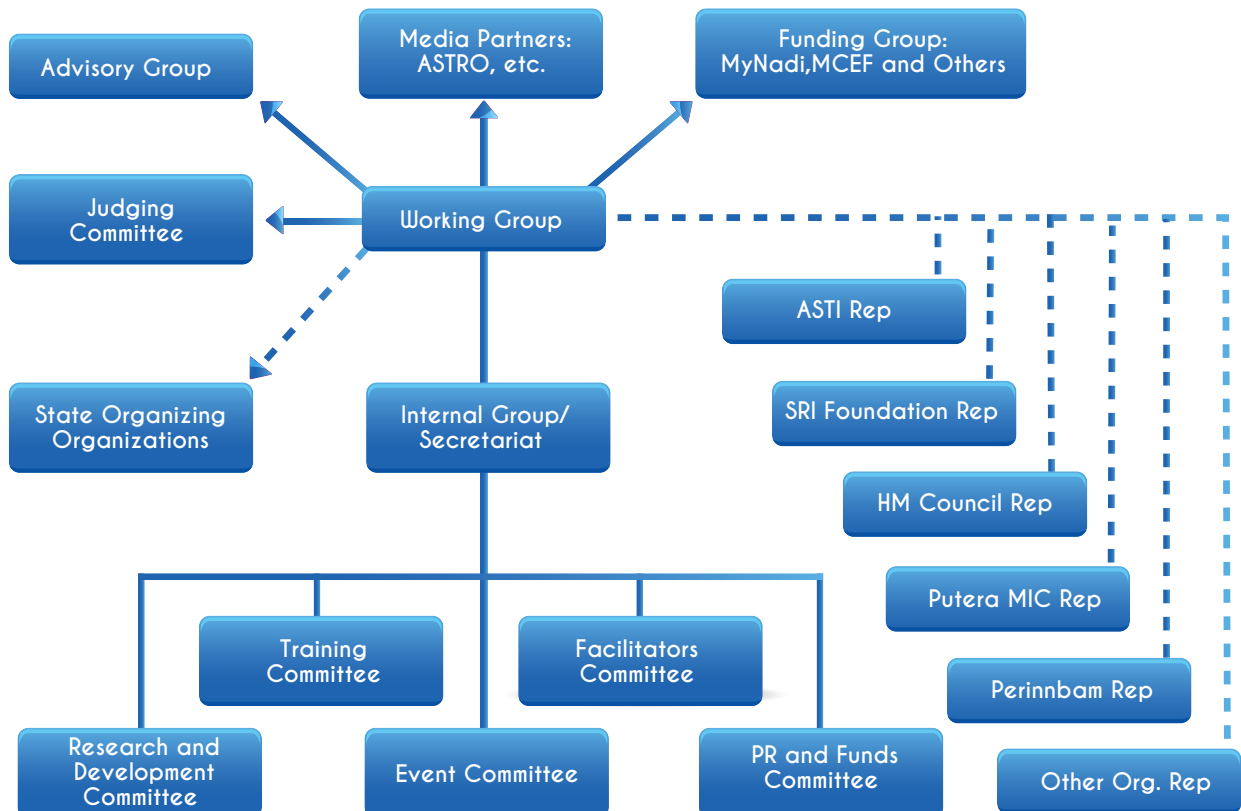 Advisory Group
Media Partners:
ASTRO, etc.
Funding Group:
MyNadi,MCEF and Others
Judging
Committee
Working Group
ASTI Rep
State Organizing
Organizations
Internal Group/
Secretariat
SRI Foundation Rep
HM Council Rep
Putera MIC Rep
Training
Committee
Facilitators
Committee
Perinnbam Rep
Research and
Development
Committee
Event Committee
PR and Funds
Committee
Other Org. Rep